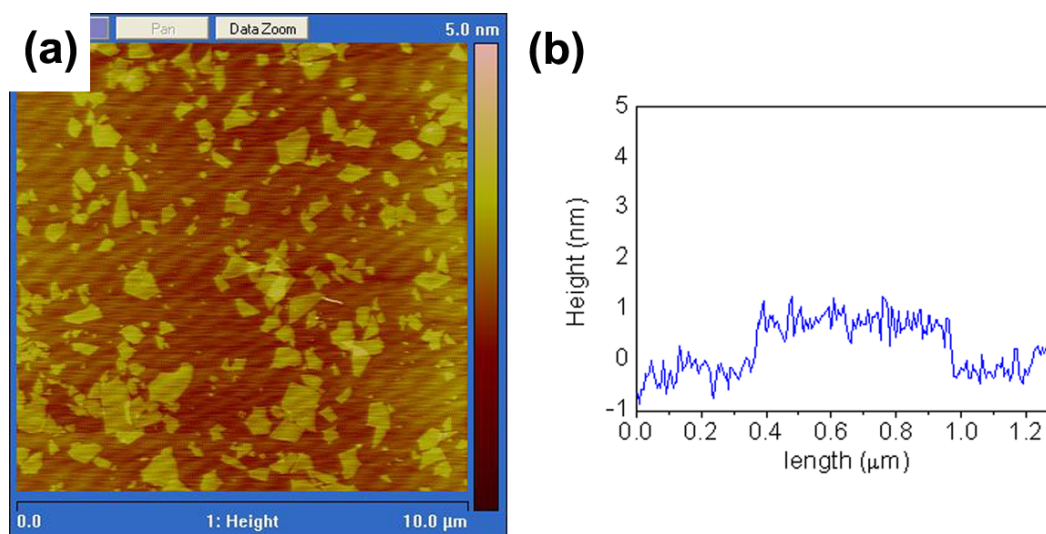 (a)
Pan
Data Zoom
5.0 nm
0.0
1: Height
10.0 µm
(b)
Height (nm)
5
4
3
2
1
0
-1
0.0 0.2 0.4 0.6 0.8 1.0 1.2
length (µm)